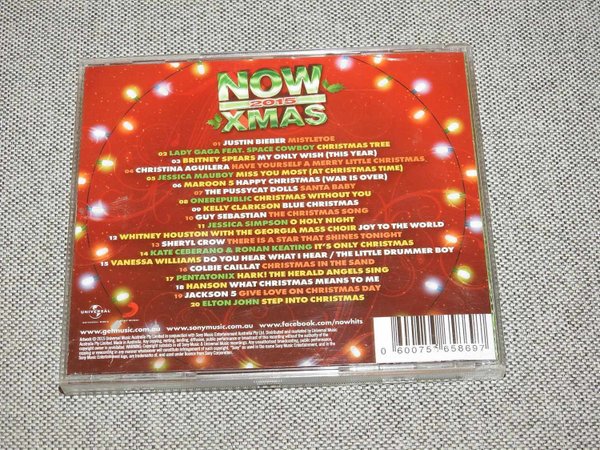 NOW
2015
XMAS
01 JUSTIN BIEBER MISTLETOE
02 LADY GAGA FEAT. SPACE COWBOY CHRISTMAS TREE
03 BRITNEY SPEARS MY ONLY WISH (THIS YEAR)
04 CHRISTINA AGUILERA HAVE YOURSELF A MERRY LITTLE CHRISTMAS
05 JESSICA MAUBOY MISS YOU MOST (AT CHRISTMAS TIME)
06 MAROON 5 HAPPY CHRISTMAS (WAR IS OVER)
07 THE PUSSYCAT DOLLS SANTA BABY
08 ONEREPUBLIC CHRISTMAS WITHOUT YOU
09 KELLY CLARKSON BLUE CHRISTMAS
10 GUY SEBASTIAN THE CHRISTMAS SONG
11 JESSICA SIMPSON O HOLY NIGHT
12 WHITNEY HOUSTON WITH THE GEORGIA MASS CHOIR JOY TO THE WORLD
13 SHERYL CROW THERE IS A STAR THAT SHINES TONIGHT
14 KATE CEBERANO & RONAN KEATING IT'S ONLY CHRISTMAS
15 VANESSA WILLIAMS DO YOU HEAR WHAT I HEAR / THE LITTLE DRUMMER BOY
16 COLBIE CAILLAT CHRISTMAS IN THE SAND
17 PENTATONIX HARK! THE HERALD ANGELS SING
18 HANSON WHAT CHRISTMAS MEANS TO ME
19 JACKSON 5 GIVE LOVE ON CHRISTMAS DAY
20 ELTON JOHN STEP INTO CHRISTMAS
UNIVERSAL
www.getmusic.com.au www.sonymusic.com.au www.facebook.com/nowhits
0 60075 658697